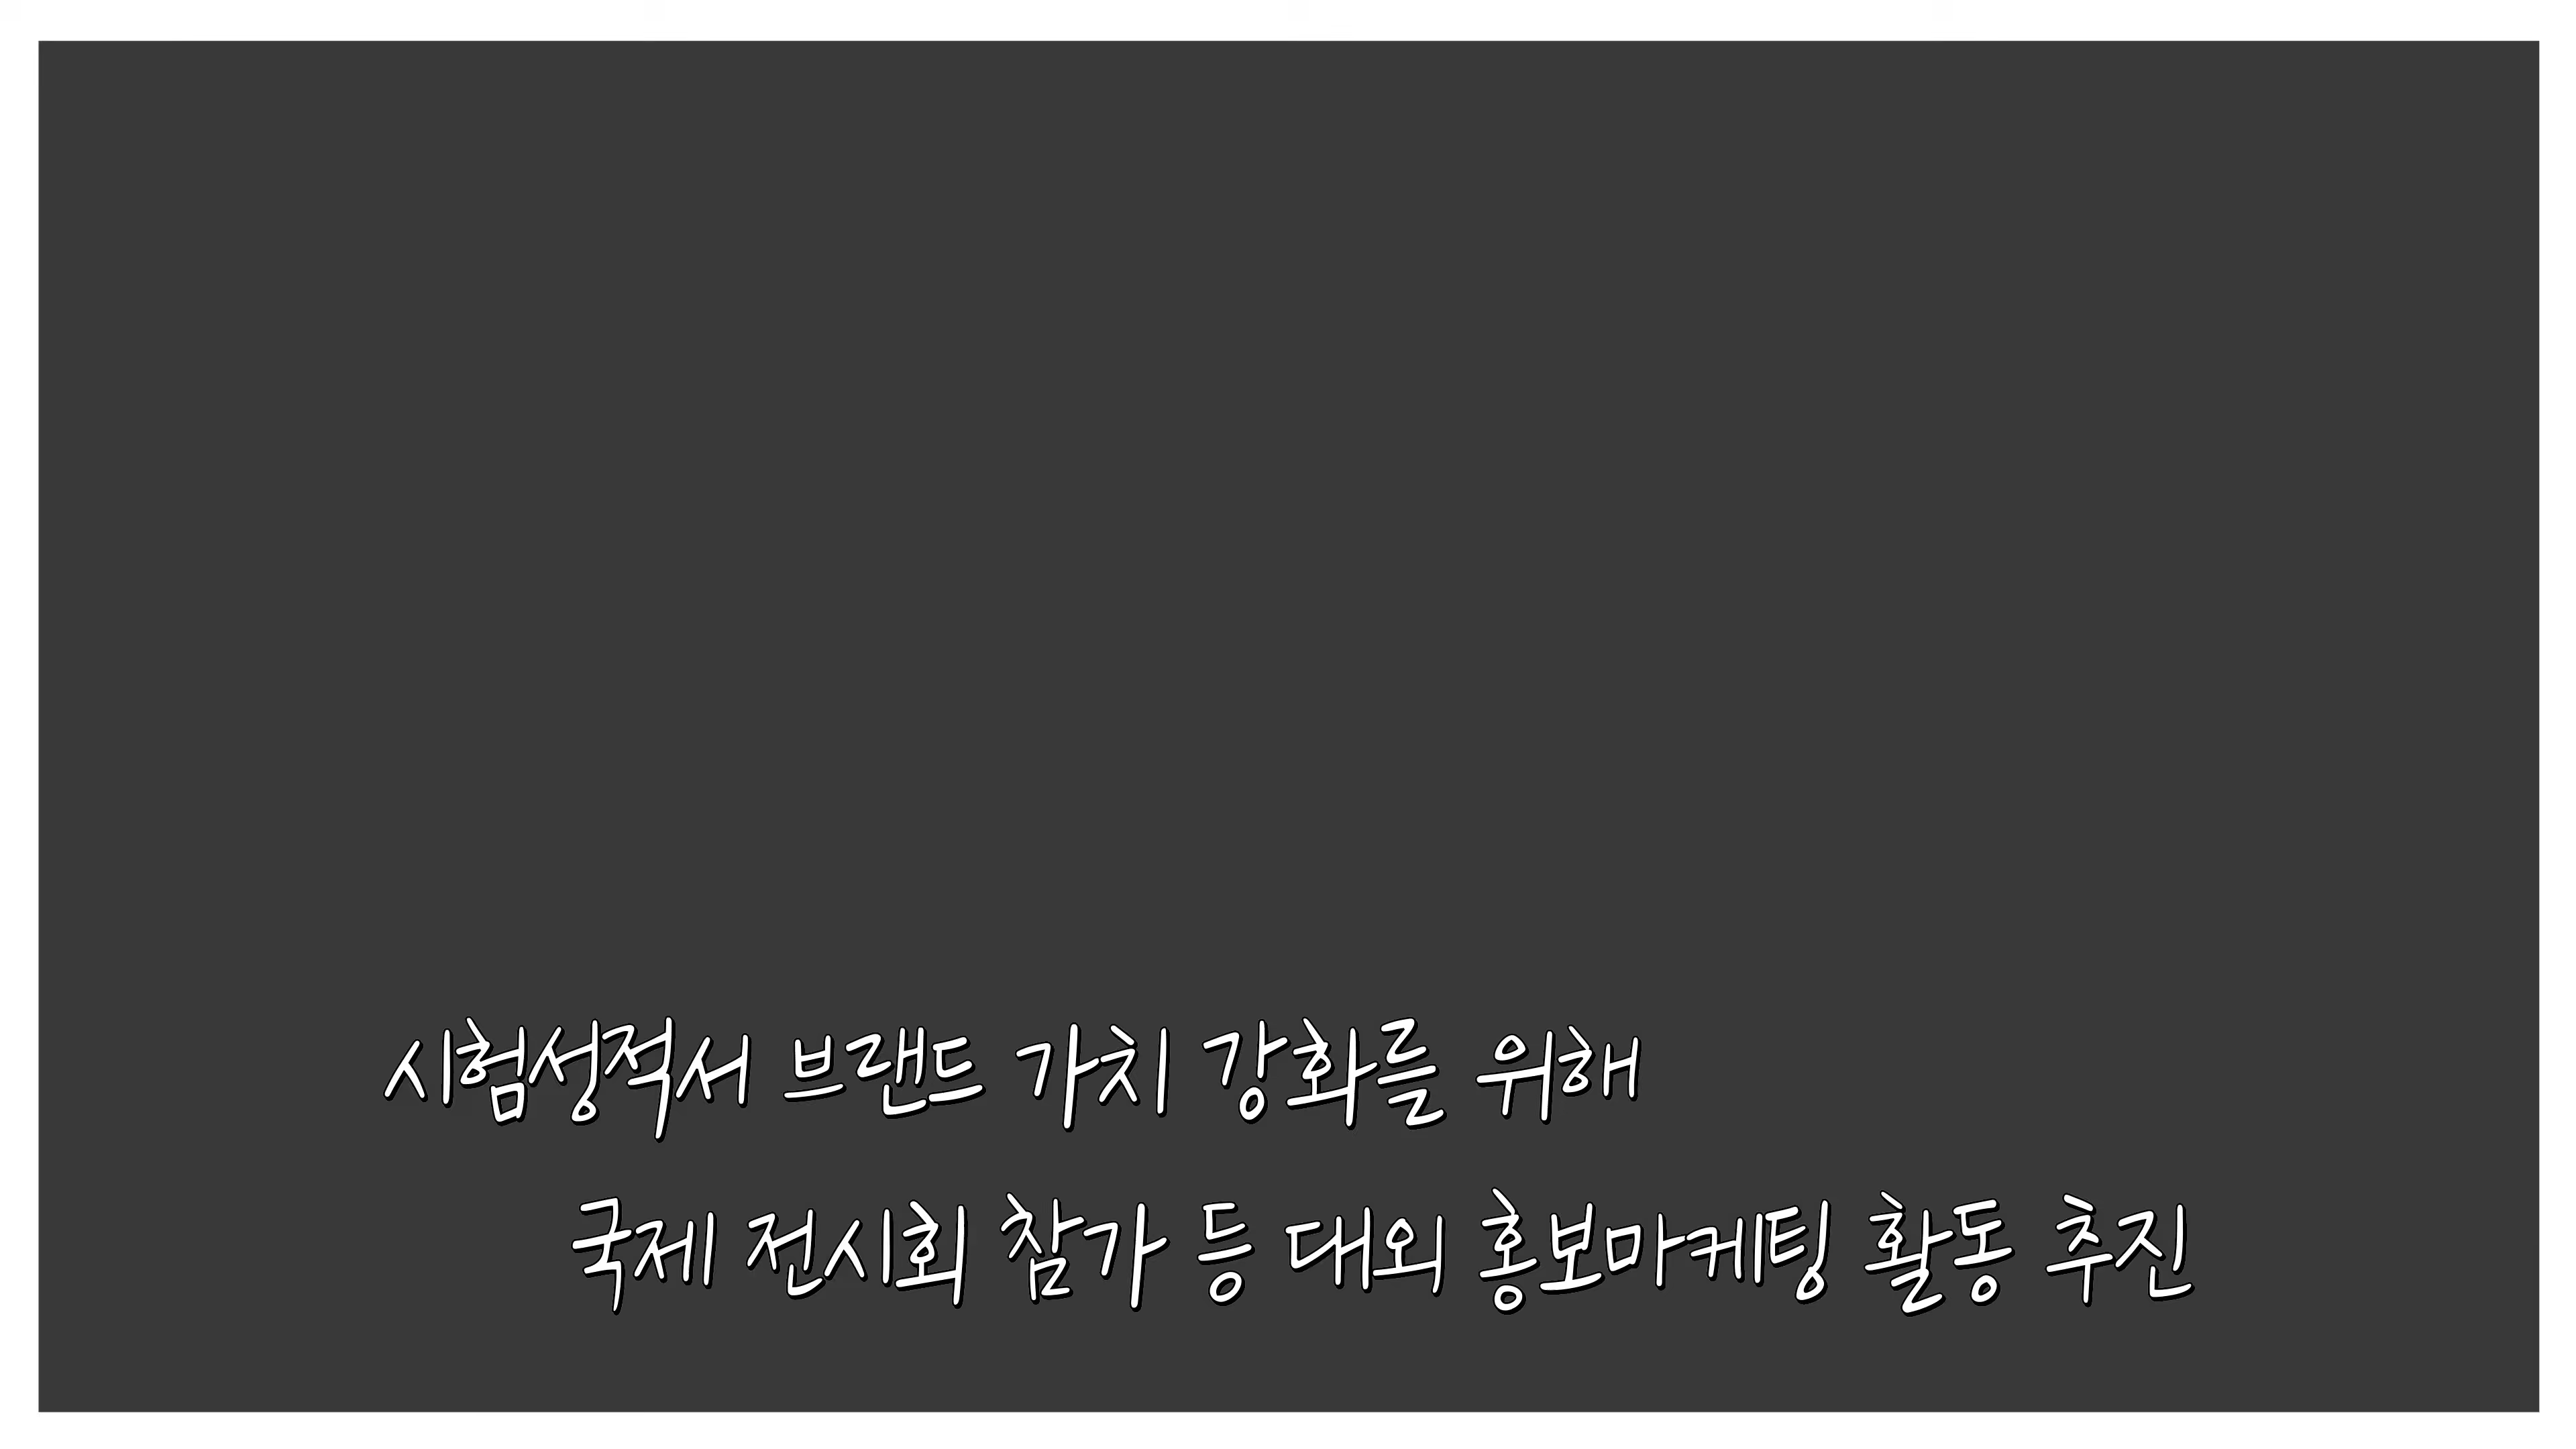 시험성적서 브랜드 가치 강화를 위해
국제 전시회 참가 등 대외 홍보마케팅 활동 추진